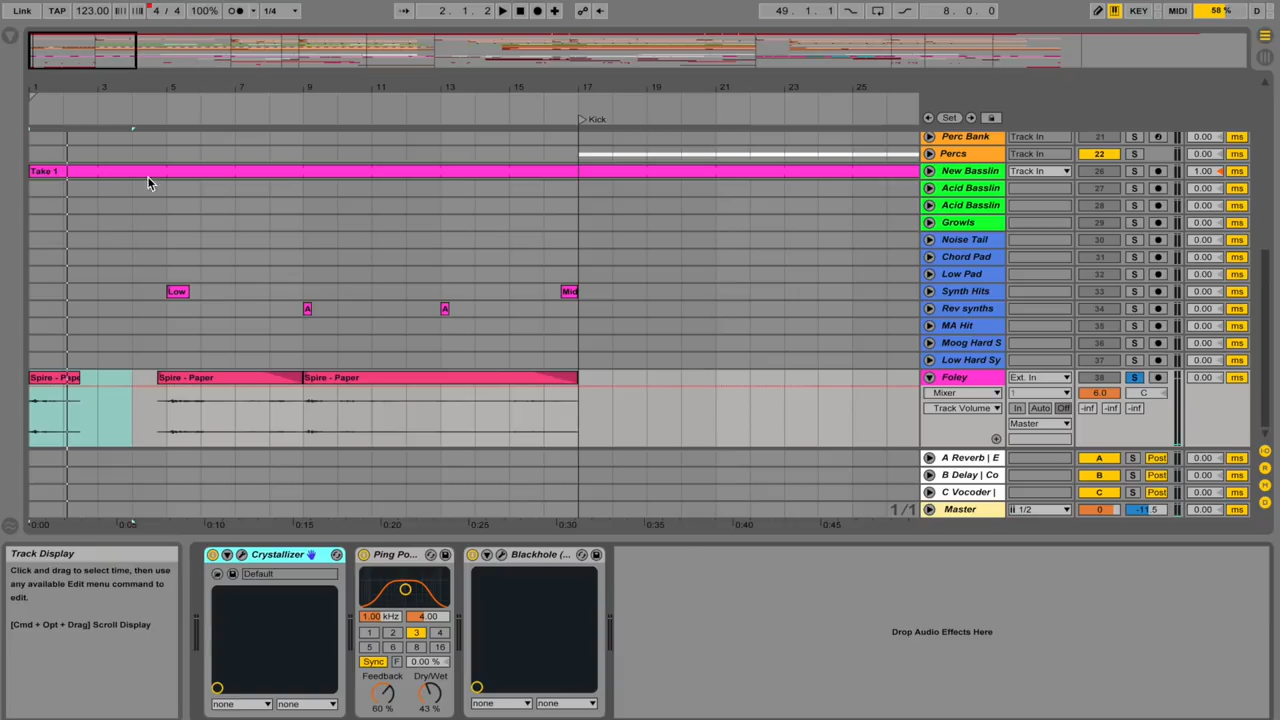 Link TAP 123.00 4 / 4 100% 1/4 2. 1. 2 49. 1. 1 8. 0. 0 KEY MIDI 58 % D
1 3 5 7 9 11 13 15 17 19 21 23 25
Kick Set
Perc Bank Track In 21 S 0.00 ms
Percs Track In 22 S 0.00 ms
Take 1 New Basslin Track In 26 S 1.00 ms
Acid Basslin 27 S 0.00 ms
Acid Basslin 28 S 0.00 ms
Growls 29 S 0.00 ms
Noise Tail 30 S 0.00 ms
Chord Pad 31 S 0.00 ms
Low Pad 32 S 0.00 ms
Low Mid Synth Hits 33 S 0.00 ms
A A Rev synths 34 S 0.00 ms
MA Hit 35 S 0.00 ms
Moog Hard S 36 S 0.00 ms
Low Hard Sy 37 S 0.00 ms
Spire - Pape Spire - Paper Spire - Paper Foley Ext. In 38 S 0.00 ms
Mixer 1 6.0 C
Track Volume In Auto Off -inf -inf -inf
Master
A Reverb | E A S Post 0.00 ms
B Delay | Co B S Post 0.00 ms
C Vocoder | C S Post 0.00 ms
1/1 Master 1/2 0 -11.5 0.00 ms
0:00 0:05 0:10 0:15 0:20 0:25 0:30 0:35 0:40 0:45
Track Display
Click and drag to select time, then use
any available Edit menu command to
edit.
[Cmd + Opt + Drag] Scroll Display
Crystallizer Ping Po... Blackhole (...
Default
1.00 kHz 4.00
1 2 3 4
5 6 8 16
Sync F 0.00 %
Feedback Dry/Wet
60 % 43 %
none none none none
Drop Audio Effects Here